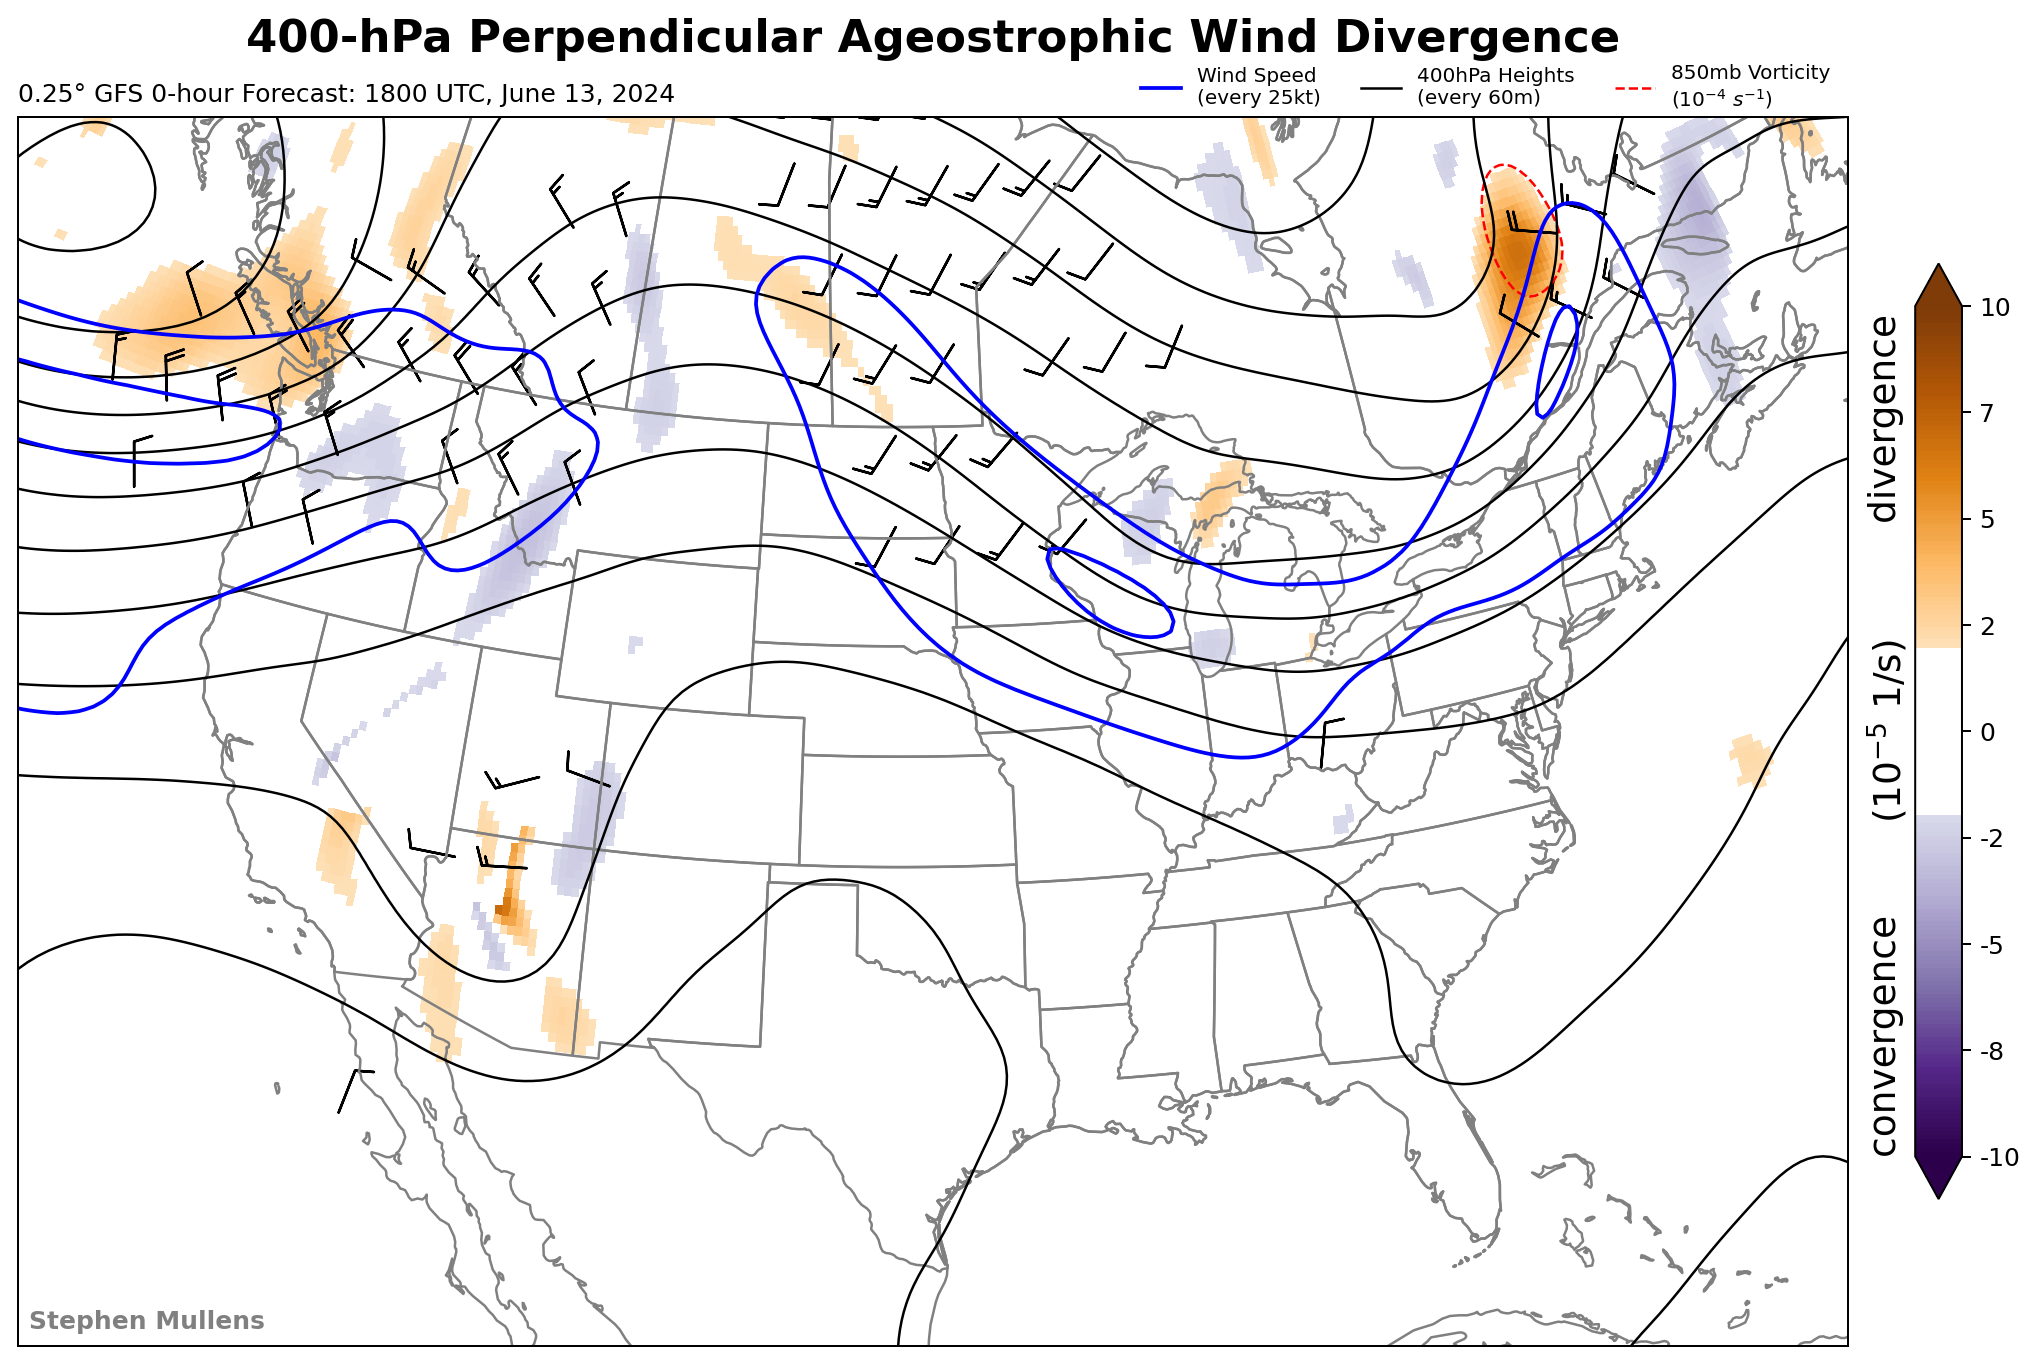 400-hPa Perpendicular Ageostrophic Wind Divergence
0.25° GFS 0-hour Forecast: 1800 UTC, June 13, 2024
Wind Speed
(every 25kt)
400hPa Heights
(every 60m)
850mb Vorticity
(10⁻⁴ s⁻¹)
10
7
5
2
0
-2
-5
-8
-10
convergence (10⁻⁵ 1/s) divergence
Stephen Mullens